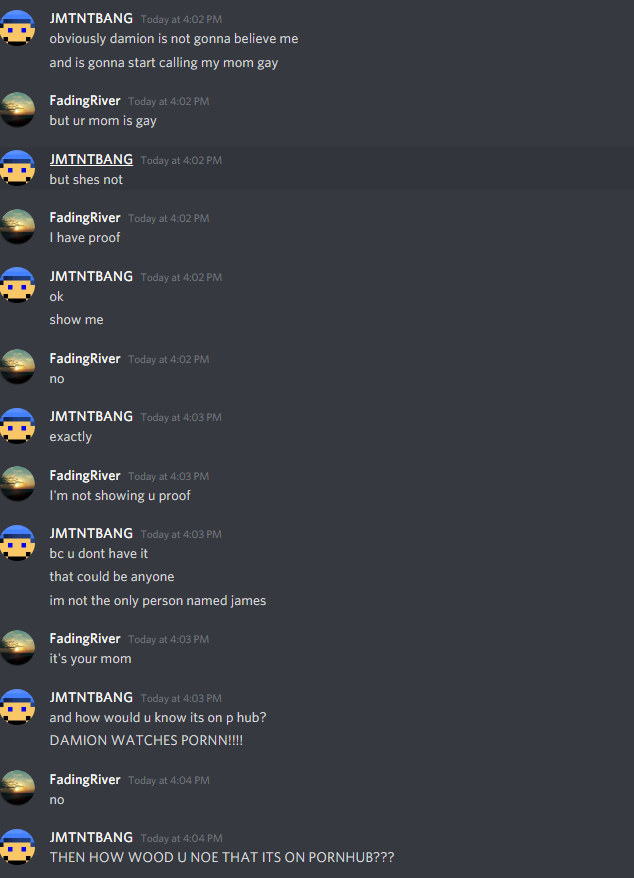 JMTNTBANG Today at 4:02 PM
obviously damion is not gonna believe me
and is gonna start calling my mom gay
FadingRiver Today at 4:02 PM
but ur mom is gay
JMTNTBANG Today at 4:02 PM
but shes not
FadingRiver Today at 4:02 PM
I have proof
JMTNTBANG Today at 4:02 PM
ok
show me
FadingRiver Today at 4:02 PM
no
JMTNTBANG Today at 4:03 PM
exactly
FadingRiver Today at 4:03 PM
I'm not showing u proof
JMTNTBANG Today at 4:03 PM
bc u dont have it
that could be anyone
im not the only person named james
FadingRiver Today at 4:03 PM
it's your mom
JMTNTBANG Today at 4:03 PM
and how would u know its on p hub?
DAMION WATCHES PORNN!!!!
FadingRiver Today at 4:04 PM
no
JMTNTBANG Today at 4:04 PM
THEN HOW WOOD U NOE THAT ITS ON PORNHUB???